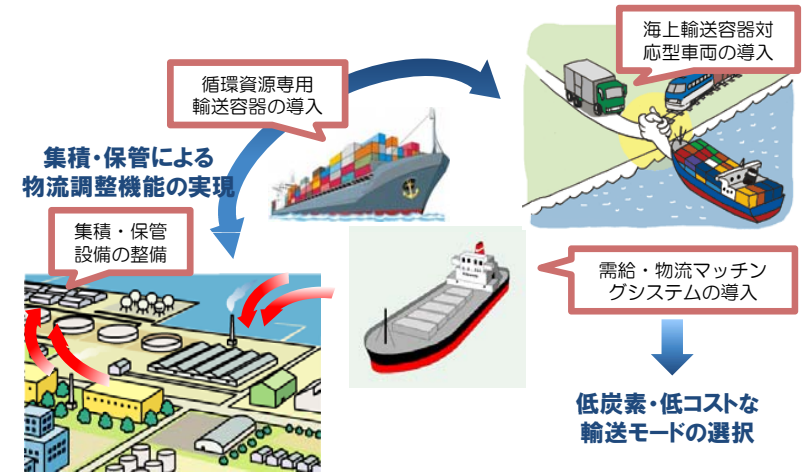 海上輸送容器対
応型車両の導入
循環資源専用
輸送容器の導入
集積・保管による
物流調整機能の実現
集積・保管
設備の整備
需給・物流マッチン
グシステムの導入
低炭素・低コストな
輸送モードの選択